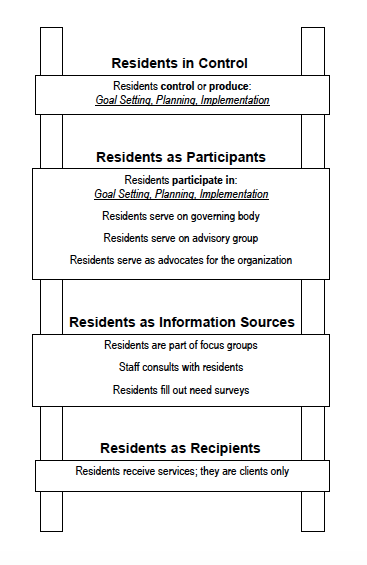 Residents in Control
Residents control or produce:
Goal Setting, Planning, Implementation
Residents as Participants
Residents participate in:
Goal Setting, Planning, Implementation
Residents serve on governing body
Residents serve on advisory group
Residents serve as advocates for the organization
Residents as Information Sources
Residents are part of focus groups
Staff consults with residents
Residents fill out need surveys
Residents as Recipients
Residents receive services; they are clients only